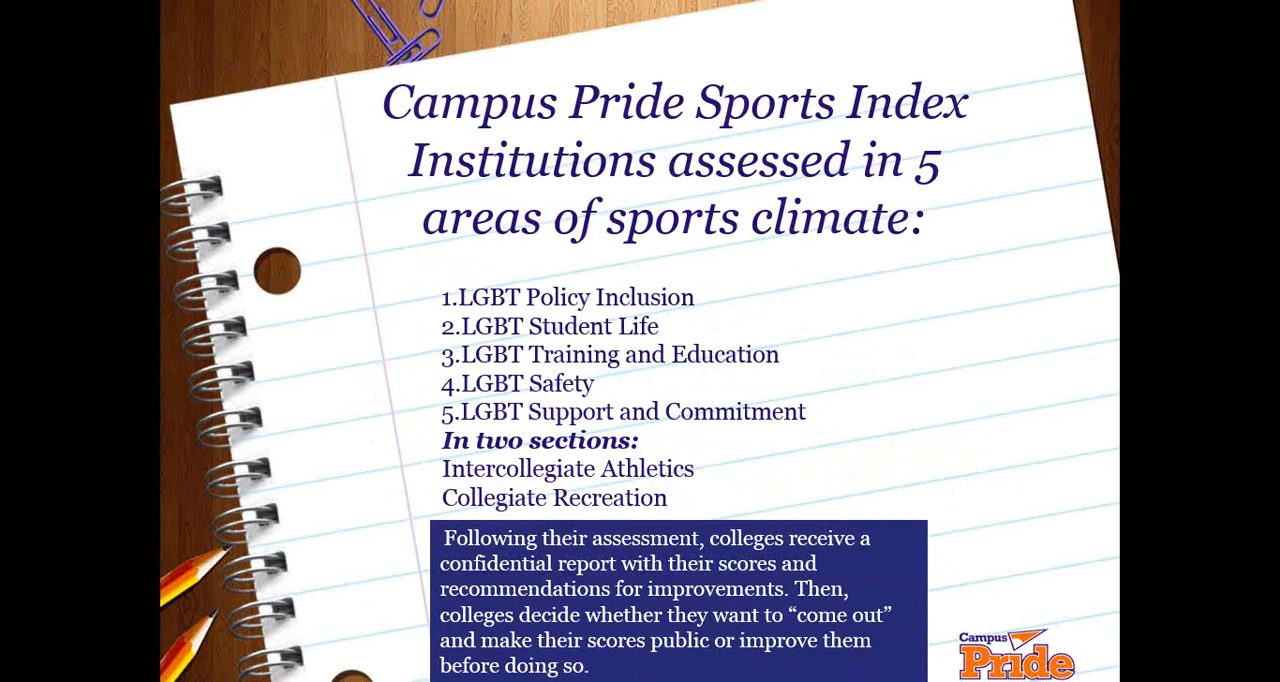 Campus Pride Sports Index
Institutions assessed in 5
areas of sports climate:
1.LGBT Policy Inclusion
2.LGBT Student Life
3.LGBT Training and Education
4.LGBT Safety
5.LGBT Support and Commitment
In two sections:
Intercollegiate Athletics
Collegiate Recreation
Following their assessment, colleges receive a
confidential report with their scores and
recommendations for improvements. Then,
colleges decide whether they want to “come out”
and make their scores public or improve them
before doing so.
Campus
Pride